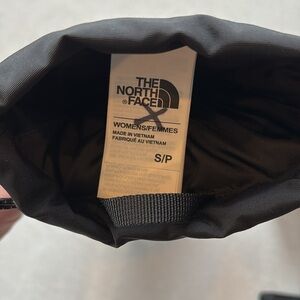 THE
NORTH
FACE
WOMENS/FEMMES
MADE IN VIETNAM
FABRIQUÉ AU VIETNAM
S/P